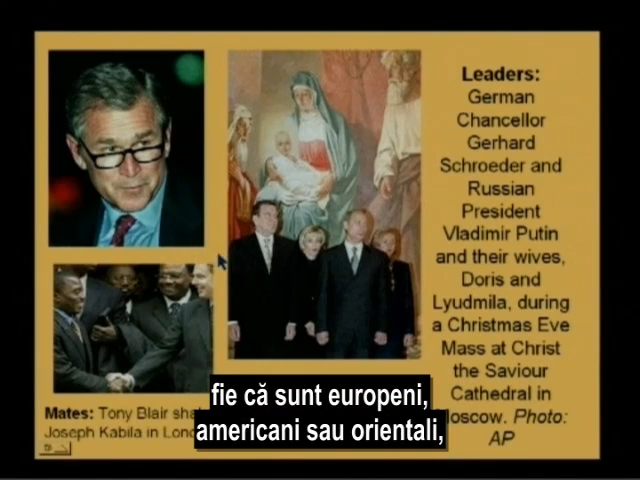 Leaders:
German
Chancellor
Gerhard
Schroeder and
Russian
President
Vladimir Putin
and their wives,
Doris and
Lyudmila, during
a Christmas Eve
Mass at Christ
the Saviour
Cathedral in
Moscow. Photo:
AP
Mates: Tony Blair
Joseph Kabila in
fie că sunt europeni,
americani sau orientali,